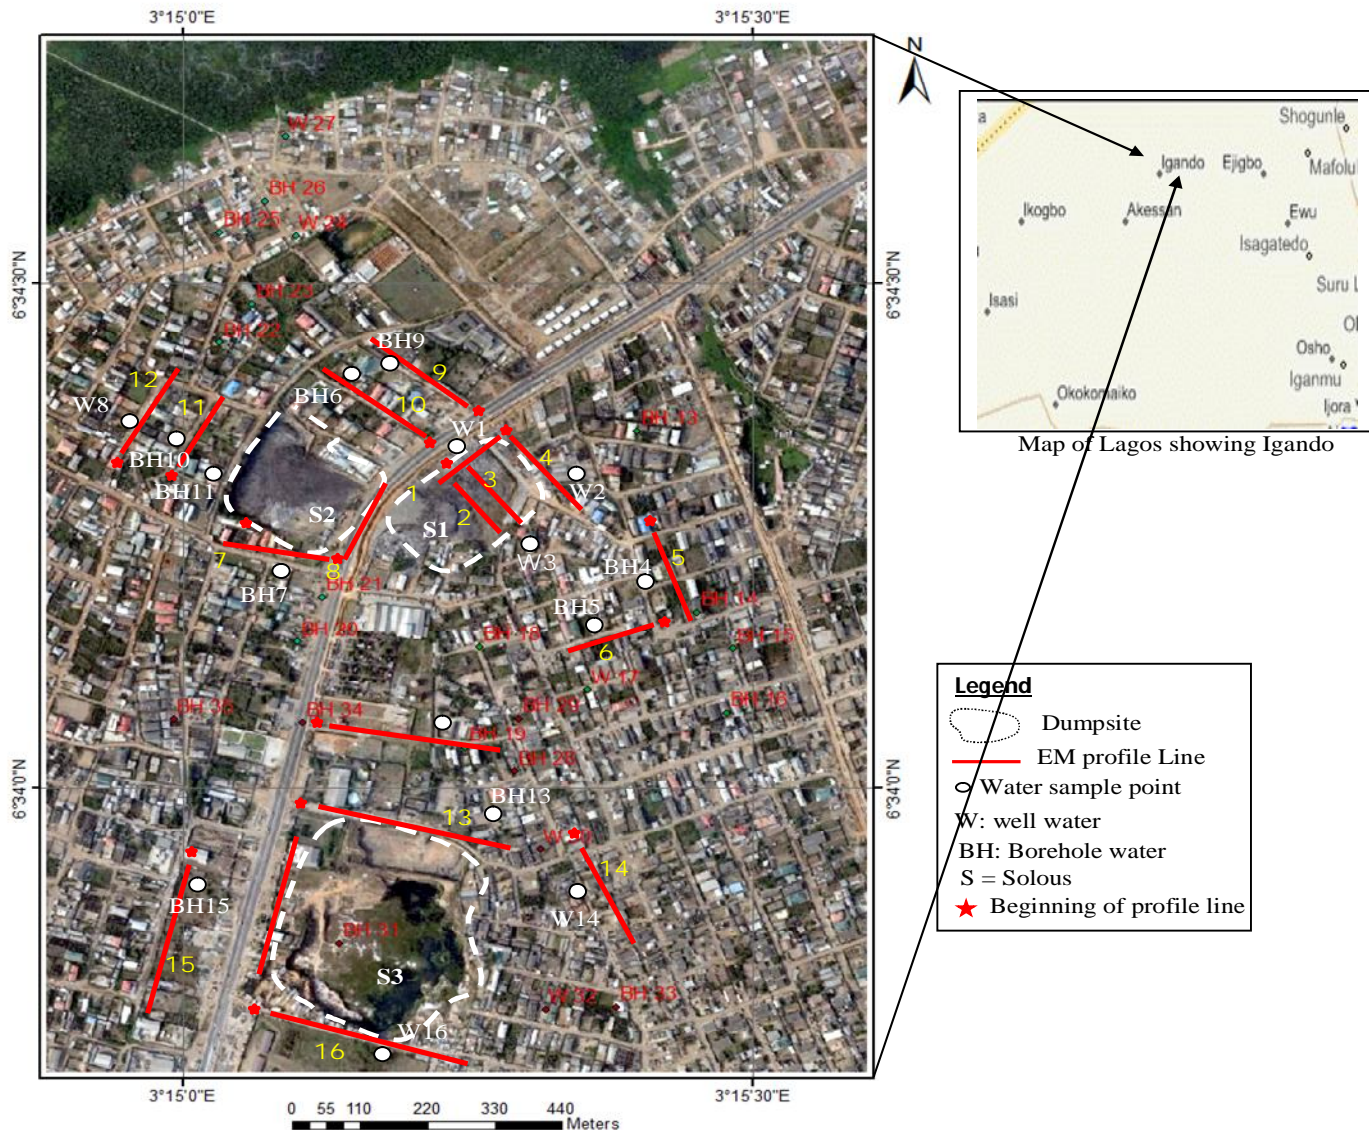 3°15'0"E
3°15'30"E
N
W 27
BH 26
BH 25
W 24
6°34'30"N
6°34'30"N
BH 23
BH 22
BH9
9
12
BH6
10
W8
11
W1
BH 13
BH10
4
BH11
3
W2
1
2
S2
S1
W3
5
7
8
BH4
BH7
BH 21
BH 14
BH5
BH 20
BH 18
BH 15
6
W 17
BH 16
BH 34
BH 29
BH 19
BH 28
6°34'0"N
6°34'0"N
BH13
13
14
BH15
W14
BH 31
15
S3
W 32
BH 33
W16
16
3°15'0"E
3°15'30"E
0 55 110 220 330 440
Meters
Shogunle
Igando
Ejigbo
Mafolu
Ikogbo
Akessan
Ewu
Isagatedo
Isasi
Suru L
Osho
Iganmu
Okokomaiko
Ijora
Map of Lagos showing Igando
Legend
Dumpsite
EM profile Line
Water sample point
W: well water
BH: Borehole water
S = Solous
Beginning of profile line